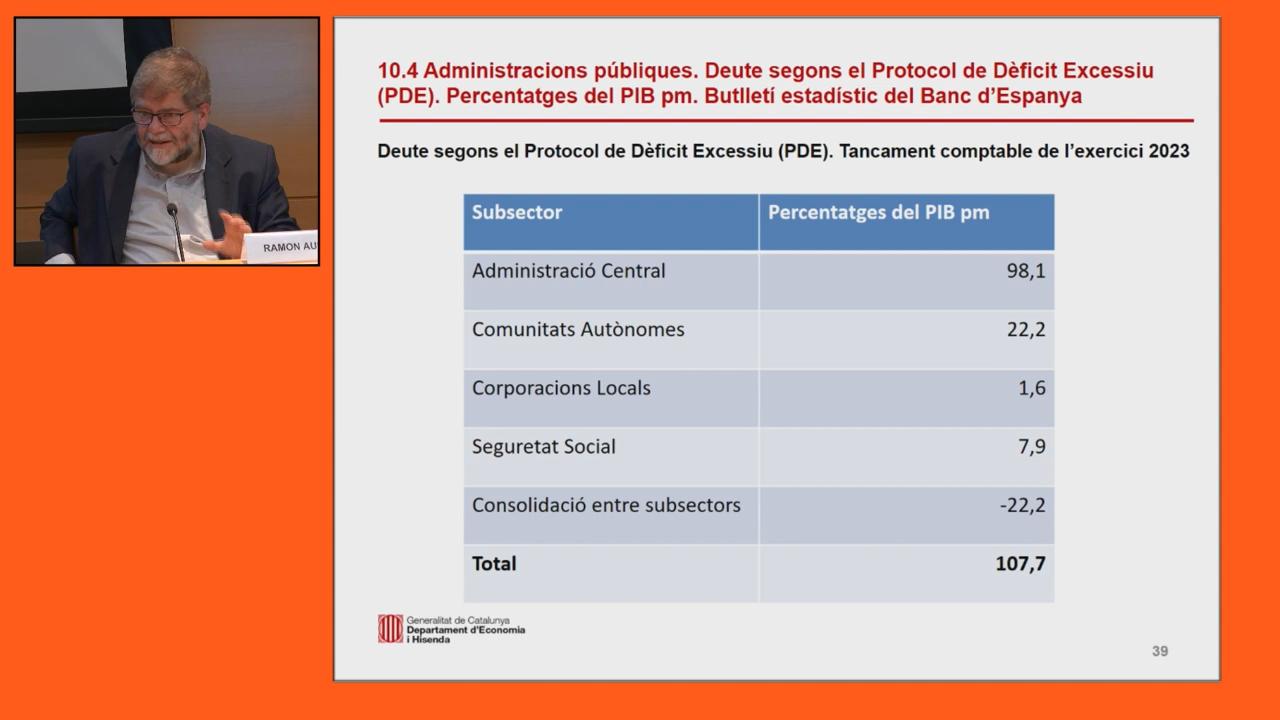 RAMON AU
10.4 Administracions públiques. Deute segons el Protocol de Dèficit Excessiu
(PDE). Percentatges del PIB pm. Butlletí estadístic del Banc d'Espanya
Deute segons el Protocol de Dèficit Excessiu (PDE). Tancament comptable de l'exercici 2023
Subsector Percentatges del PIB pm
Administració Central 98,1
Comunitats Autònomes 22,2
Corporacions Locals 1,6
Seguretat Social 7,9
Consolidació entre subsectors -22,2
Total 107,7
Generalitat de Catalunya
Departament d'Economia
i Hisenda
39